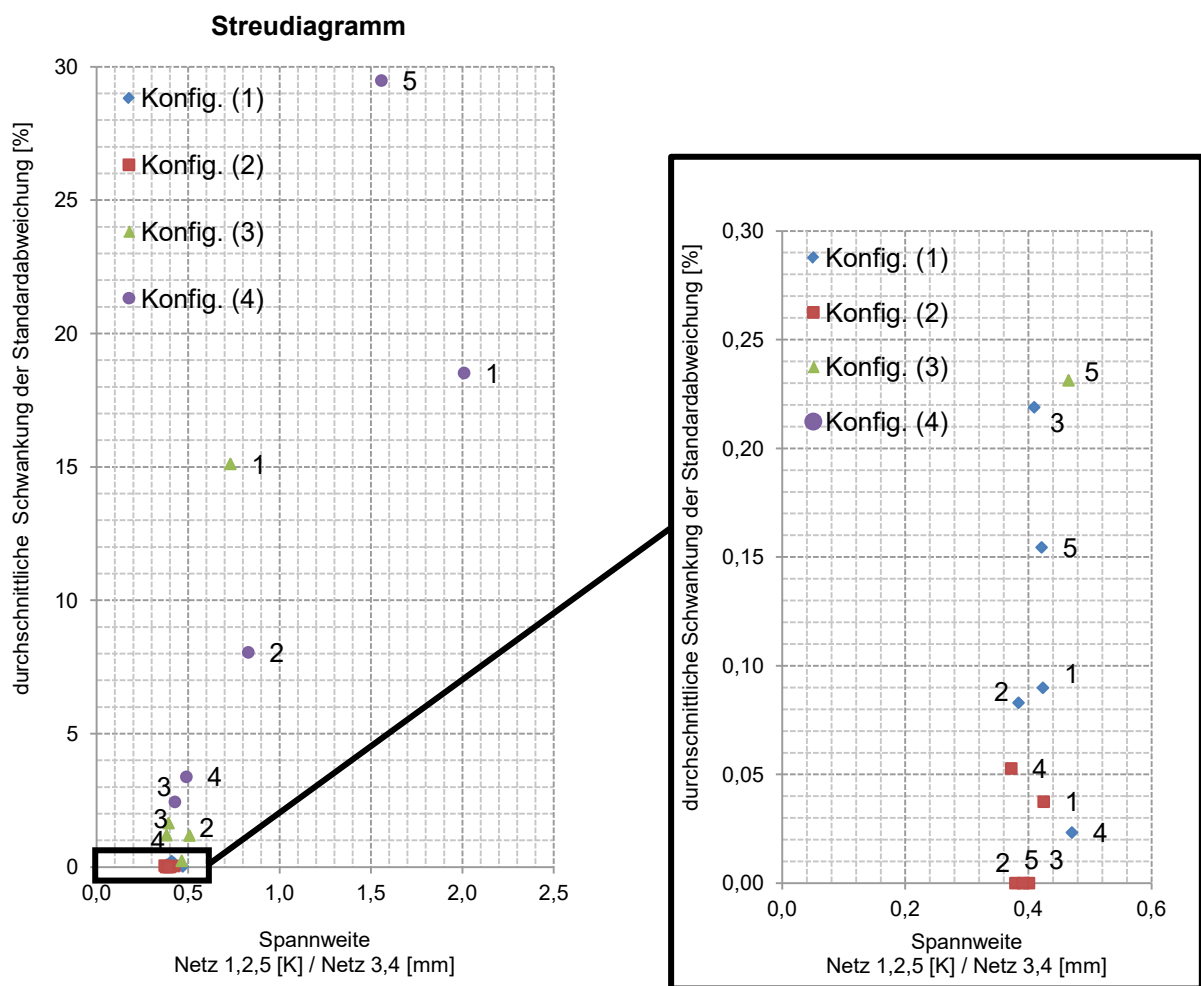 Streudiagramm
durchschnittliche Schwankung der Standardabweichung [%]
30
25
20
15
10
5
0
Konfig. (1)
Konfig. (2)
Konfig. (3)
Konfig. (4)
5
1
1
2
4
3
3
2
4
0,0
0,5
1,0
1,5
2,0
2,5
Spannweite
Netz 1,2,5 [K] / Netz 3,4 [mm]
durchschnittliche Schwankung der Standardabweichung [%]
0,30
0,25
0,20
0,15
0,10
0,05
0,00
Konfig. (1)
Konfig. (2)
Konfig. (3)
Konfig. (4)
5
3
5
1
2
4
1
4
2 5 3
0,0
0,2
0,4
0,6
Spannweite
Netz 1,2,5 [K] / Netz 3,4 [mm]